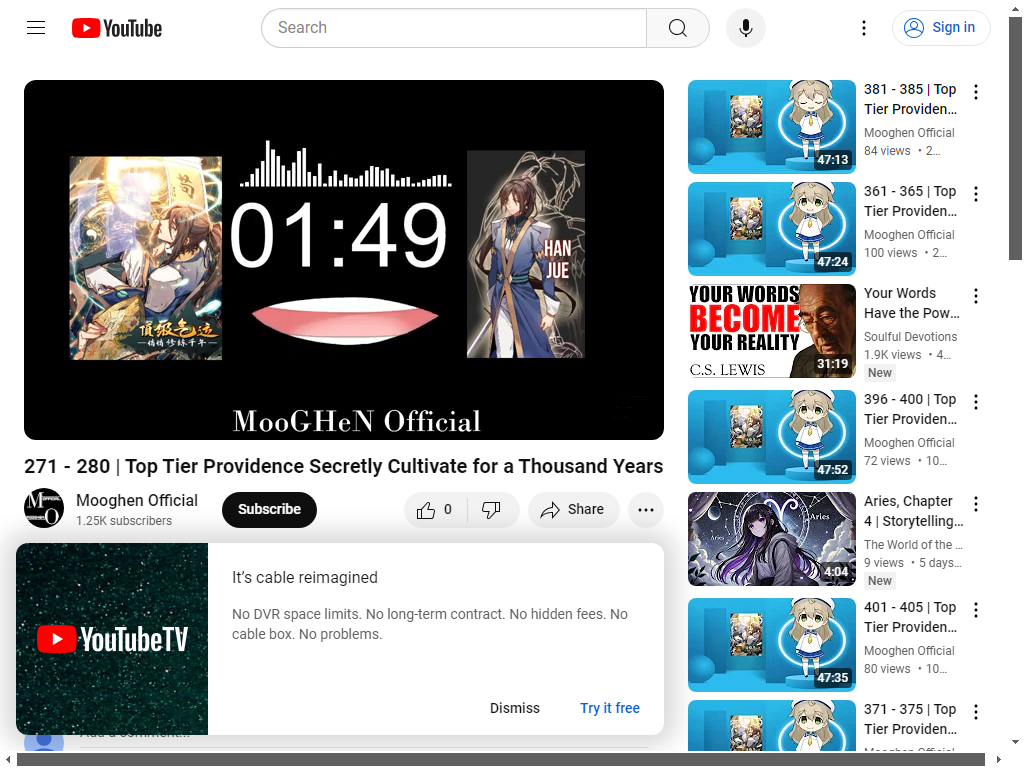 YouTube
Search
Sign in
01:49
HAN
JUE
頂級气运
悄悄修练千年
MooGHeN Official
271 - 280 | Top Tier Providence Secretly Cultivate for a Thousand Years
Mooghen Official
1.25K subscribers
Subscribe
0
Share
YouTubeTV
It's cable reimagined
No DVR space limits. No long-term contract. No hidden fees. No
cable box. No problems.
Dismiss
Try it free
Add a comment...
381 - 385 | Top
Tier Providen...
Mooghen Official
84 views • 2...
47:13
361 - 365 | Top
Tier Providen...
Mooghen Official
100 views • 2...
47:24
YOUR WORDS
BECOME
YOUR REALITY
C.S. LEWIS
31:19
Your Words
Have the Pow...
Soulful Devotions
1.9K views • 4...
New
396 - 400 | Top
Tier Providen...
Mooghen Official
72 views • 10...
47:52
Aries
Aries
4:04
Aries, Chapter
4 | Storytelling...
The World of the ...
9 views • 5 days...
New
401 - 405 | Top
Tier Providen...
Mooghen Official
80 views • 10...
47:35
371 - 375 | Top
Tier Providen...
Mooghen Official